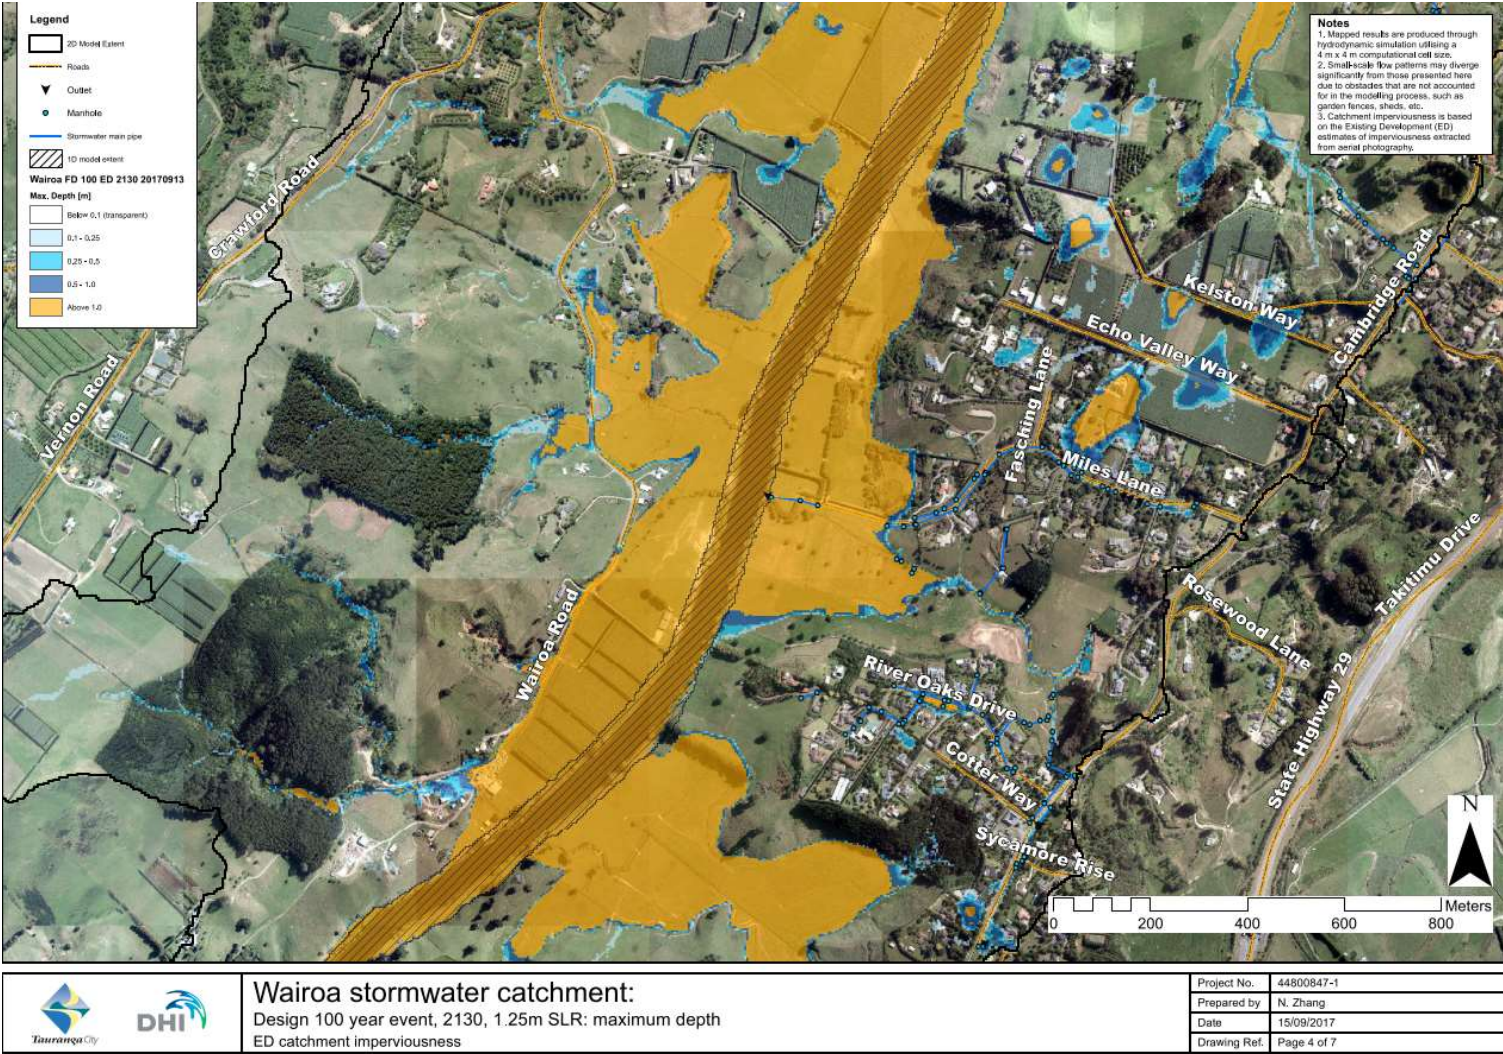 Legend
2D Model Extent
Roads
Outlet
Manhole
Stormwater main pipe
1D model extent
Wairoa FD 100 ED 2130 20170913
Max. Depth [m]
Below 0.1 (transparent)
0.1 - 0.25
0.25 - 0.5
0.5 - 1.0
Above 1.0
Notes
1. Mapped results are produced through
hydrodynamic simulation utilising a
4 m x 4 m computational cell size.
2. Small-scale flow patterns may diverge
significantly from those presented here
due to obstacles that are not accounted
for in the modelling process, such as
garden fences, sheds, etc.
3. Catchment imperviousness is based
on the Existing Development (ED)
estimates of imperviousness extracted
from aerial photography.
Crawford Road
Vernon Road
Kelston Way
Cambridge Road
Echo Valley Way
Fasching Lane
Miles Lane
Rosewood Lane
Takitimu Drive
State Highway 29
Wairoa Road
River Oaks Drive
Cotter Way
Sycamore Rise
N
Meters
0 200 400 600 800
Tauranga City
DHI
Wairoa stormwater catchment:
Design 100 year event, 2130, 1.25m SLR: maximum depth
ED catchment imperviousness
Project No. 44800847-1
Prepared by N. Zhang
Date 15/09/2017
Drawing Ref. Page 4 of 7